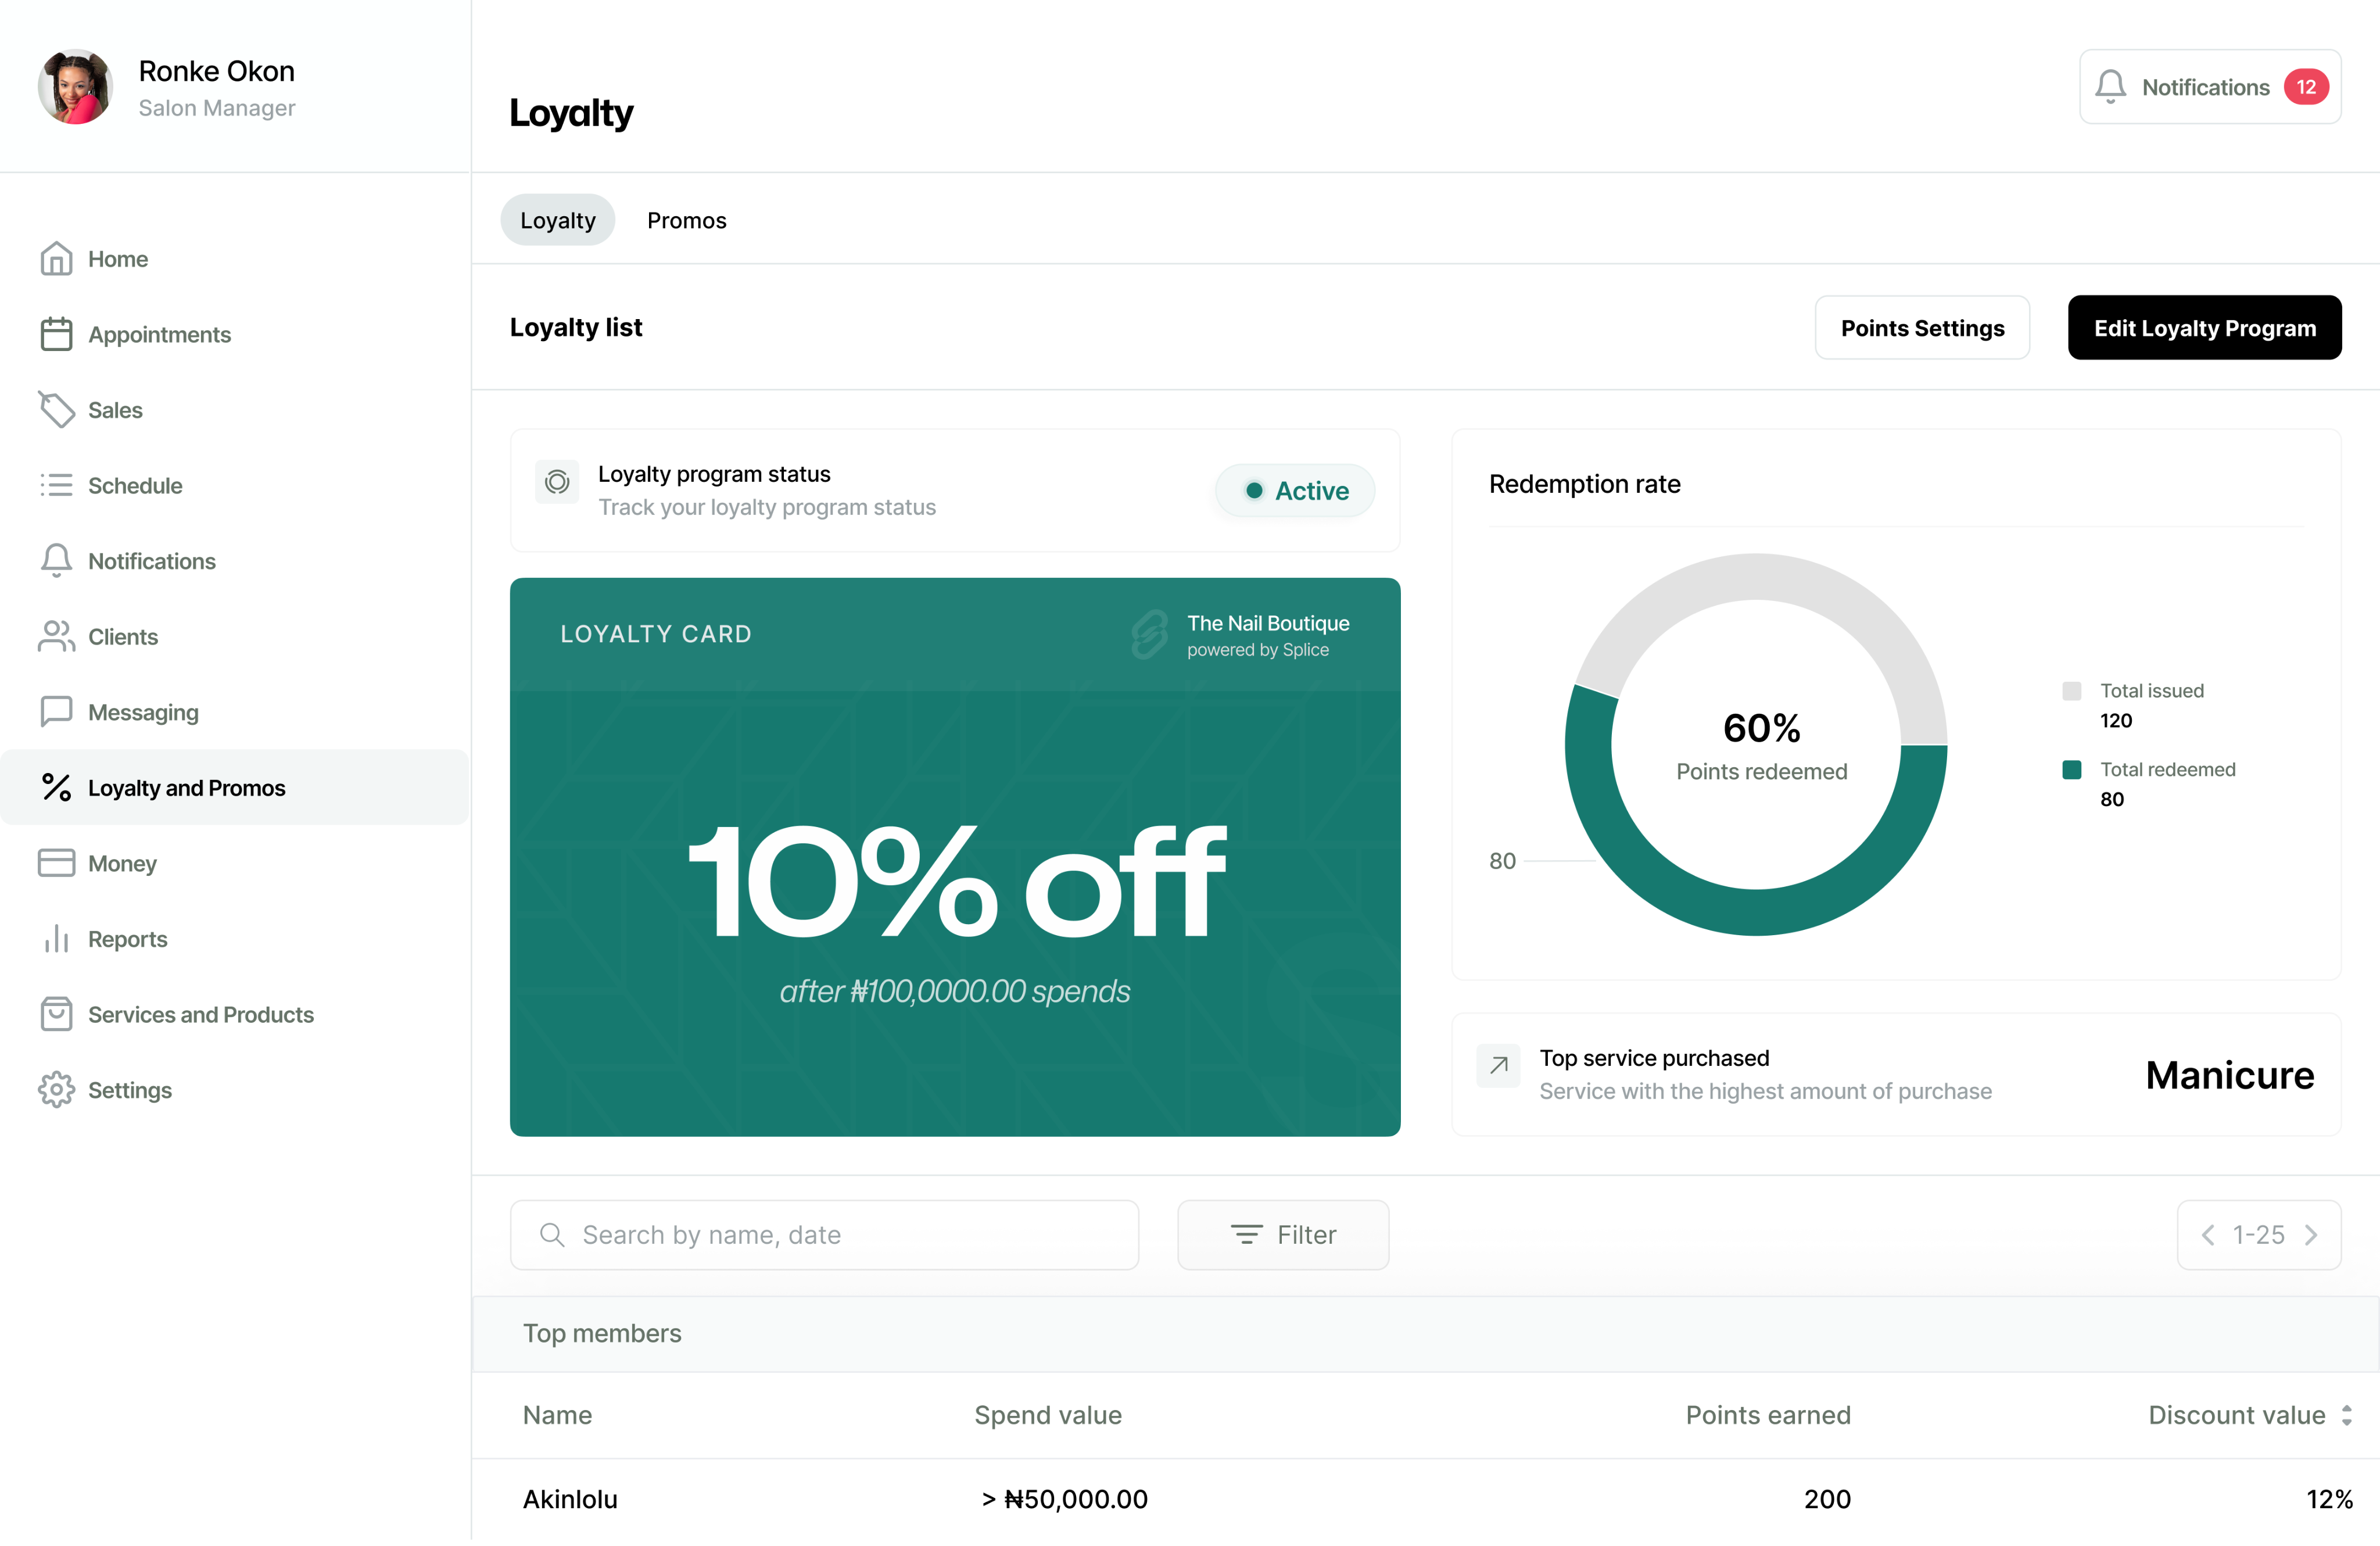 Ronke Okon
Salon Manager
Home
Appointments
Sales
Schedule
Notifications
Clients
Messaging
Loyalty and Promos
Money
Reports
Services and Products
Settings
Loyalty
Notifications 12
Loyalty Promos
Loyalty list
Points Settings
Edit Loyalty Program
Loyalty program status
Track your loyalty program status
Active
LOYALTY CARD
The Nail Boutique
powered by Splice
10% off
after ₦100,0000.00 spends
Redemption rate
60%
Points redeemed
80
Total issued
120
Total redeemed
80
Top service purchased
Service with the highest amount of purchase
Manicure
Search by name, date
Filter
1-25
Top members
Name Spend value Points earned Discount value
Akinlolu > ₦50,000.00 200 12%